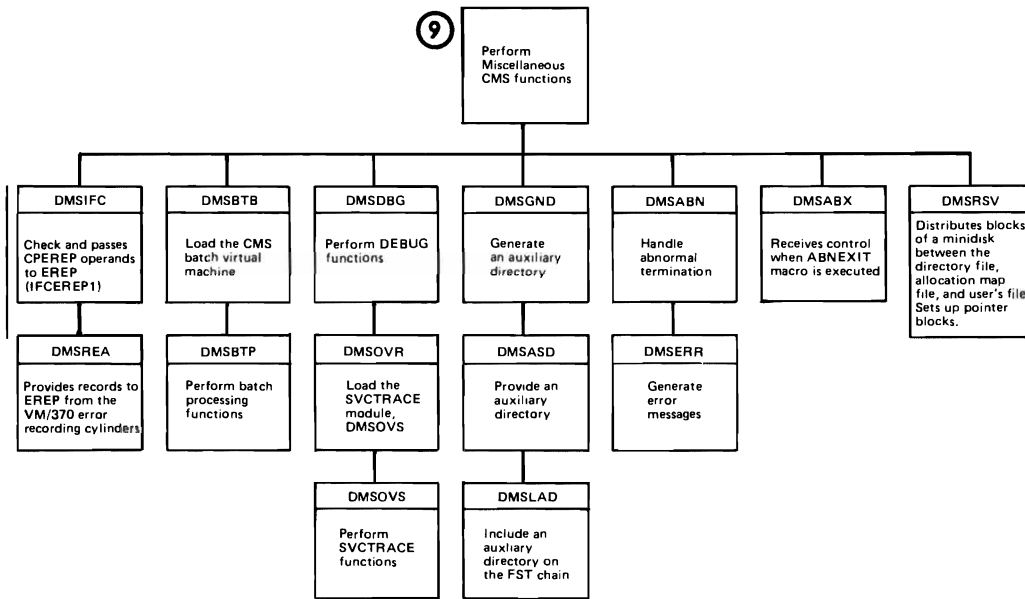 9
Perform
Miscellaneous
CMS functions
DMSIFC
Check and passes
CPEREP operands
to EREP
(IFCEREP1)
DMSBTB
Load the CMS
batch virtual
machine
DMSDBG
Perform DEBUG
functions
DMSGND
Generate
an auxiliary
directory
DMSABN
Handle
abnormal
termination
DMSABX
Receives control
when ABNEXIT
macro is executed
DMSRSV
Distributes blocks
of a minidisk
between the
directory file,
allocation map
file, and user's file
Sets up pointer
blocks.
DMSREA
Provides records to
EREP from the
VM/370 error
recording cylinders
DMSBTP
Perform batch
processing
functions
DMSOVR
Load the
SVCTRACE
module,
DMSOVS
DMSASD
Provide an
auxiliary
directory
DMSERR
Generate
error
messages
DMSOVS
Perform
SVCTRACE
functions
DMSLAD
Include an
auxliary
directory on
the FST chain